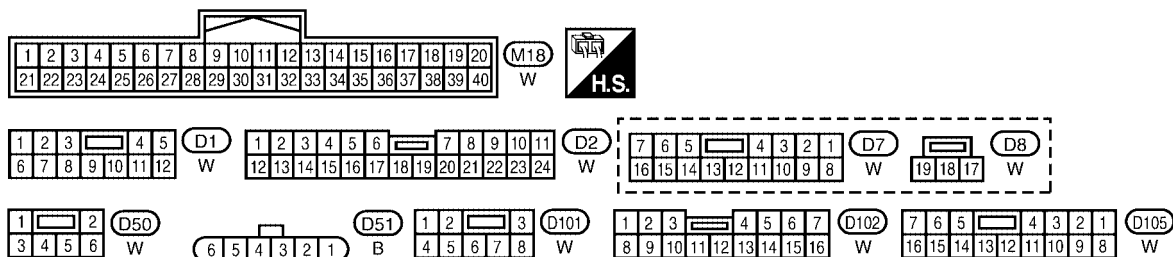 1 2 3 4 5 6 7 8 9 10 11 12 13 14 15 16 17 18 19 20 M18
21 22 23 24 25 26 27 28 29 30 31 32 33 34 35 36 37 38 39 40 W
H.S.
1 2 3 4 5 D1
6 7 8 9 10 11 12 W
1 2 3 4 5 6 7 8 9 10 11 D2
12 13 14 15 16 17 18 19 20 21 22 23 24 W
7 6 5 4 3 2 1 D7
16 15 14 13 12 11 10 9 8 W
D8
19 18 17 W
1 2 D50
3 4 5 6 W
D51
6 5 4 3 2 1 B
1 2 3 D101
4 5 6 7 8 W
1 2 3 4 5 6 7 D102
8 9 10 11 12 13 14 15 16 W
7 6 5 4 3 2 1 D105
16 15 14 13 12 11 10 9 8 W